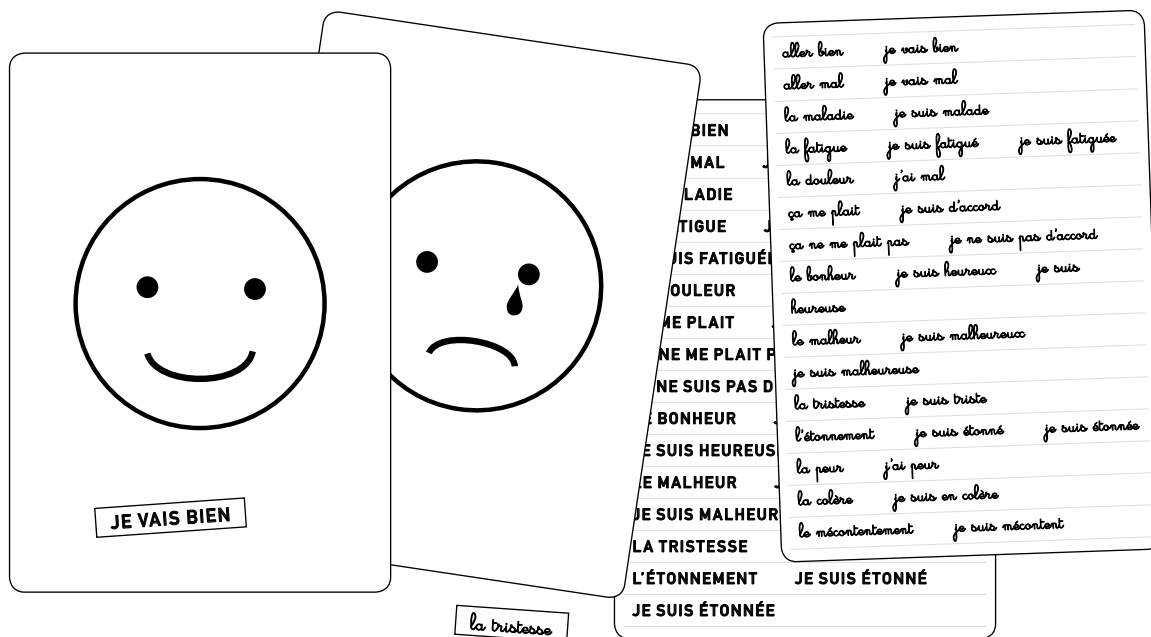 JE VAIS BIEN
la tristesse
BIEN
MAL
LADIE
TIGUE
UIS FATIGUÉ
OULEUR
ME PLAIT
NE ME PLAIT P
NE SUIS PAS D
E BONHEUR
E SUIS HEUREUS
LE MALHEUR
JE SUIS MALHEUR
LA TRISTESSE
L'ÉTONNEMENT JE SUIS ÉTONNÉ
JE SUIS ÉTONNÉE
aller bien je vais bien
aller mal je vais mal
la maladie je suis malade
la fatigue je suis fatigué je suis fatiguée
la douleur j'ai mal
ça me plait je suis d'accord
ça ne me plait pas je ne suis pas d'accord
le bonheur je suis heureux je suis
heureuse
le malheur je suis malheureux
je suis malheureuse
la tristesse je suis triste
l'étonnement je suis étonné je suis étonnée
la peur j'ai peur
la colère je suis en colère
le mécontentement je suis mécontent